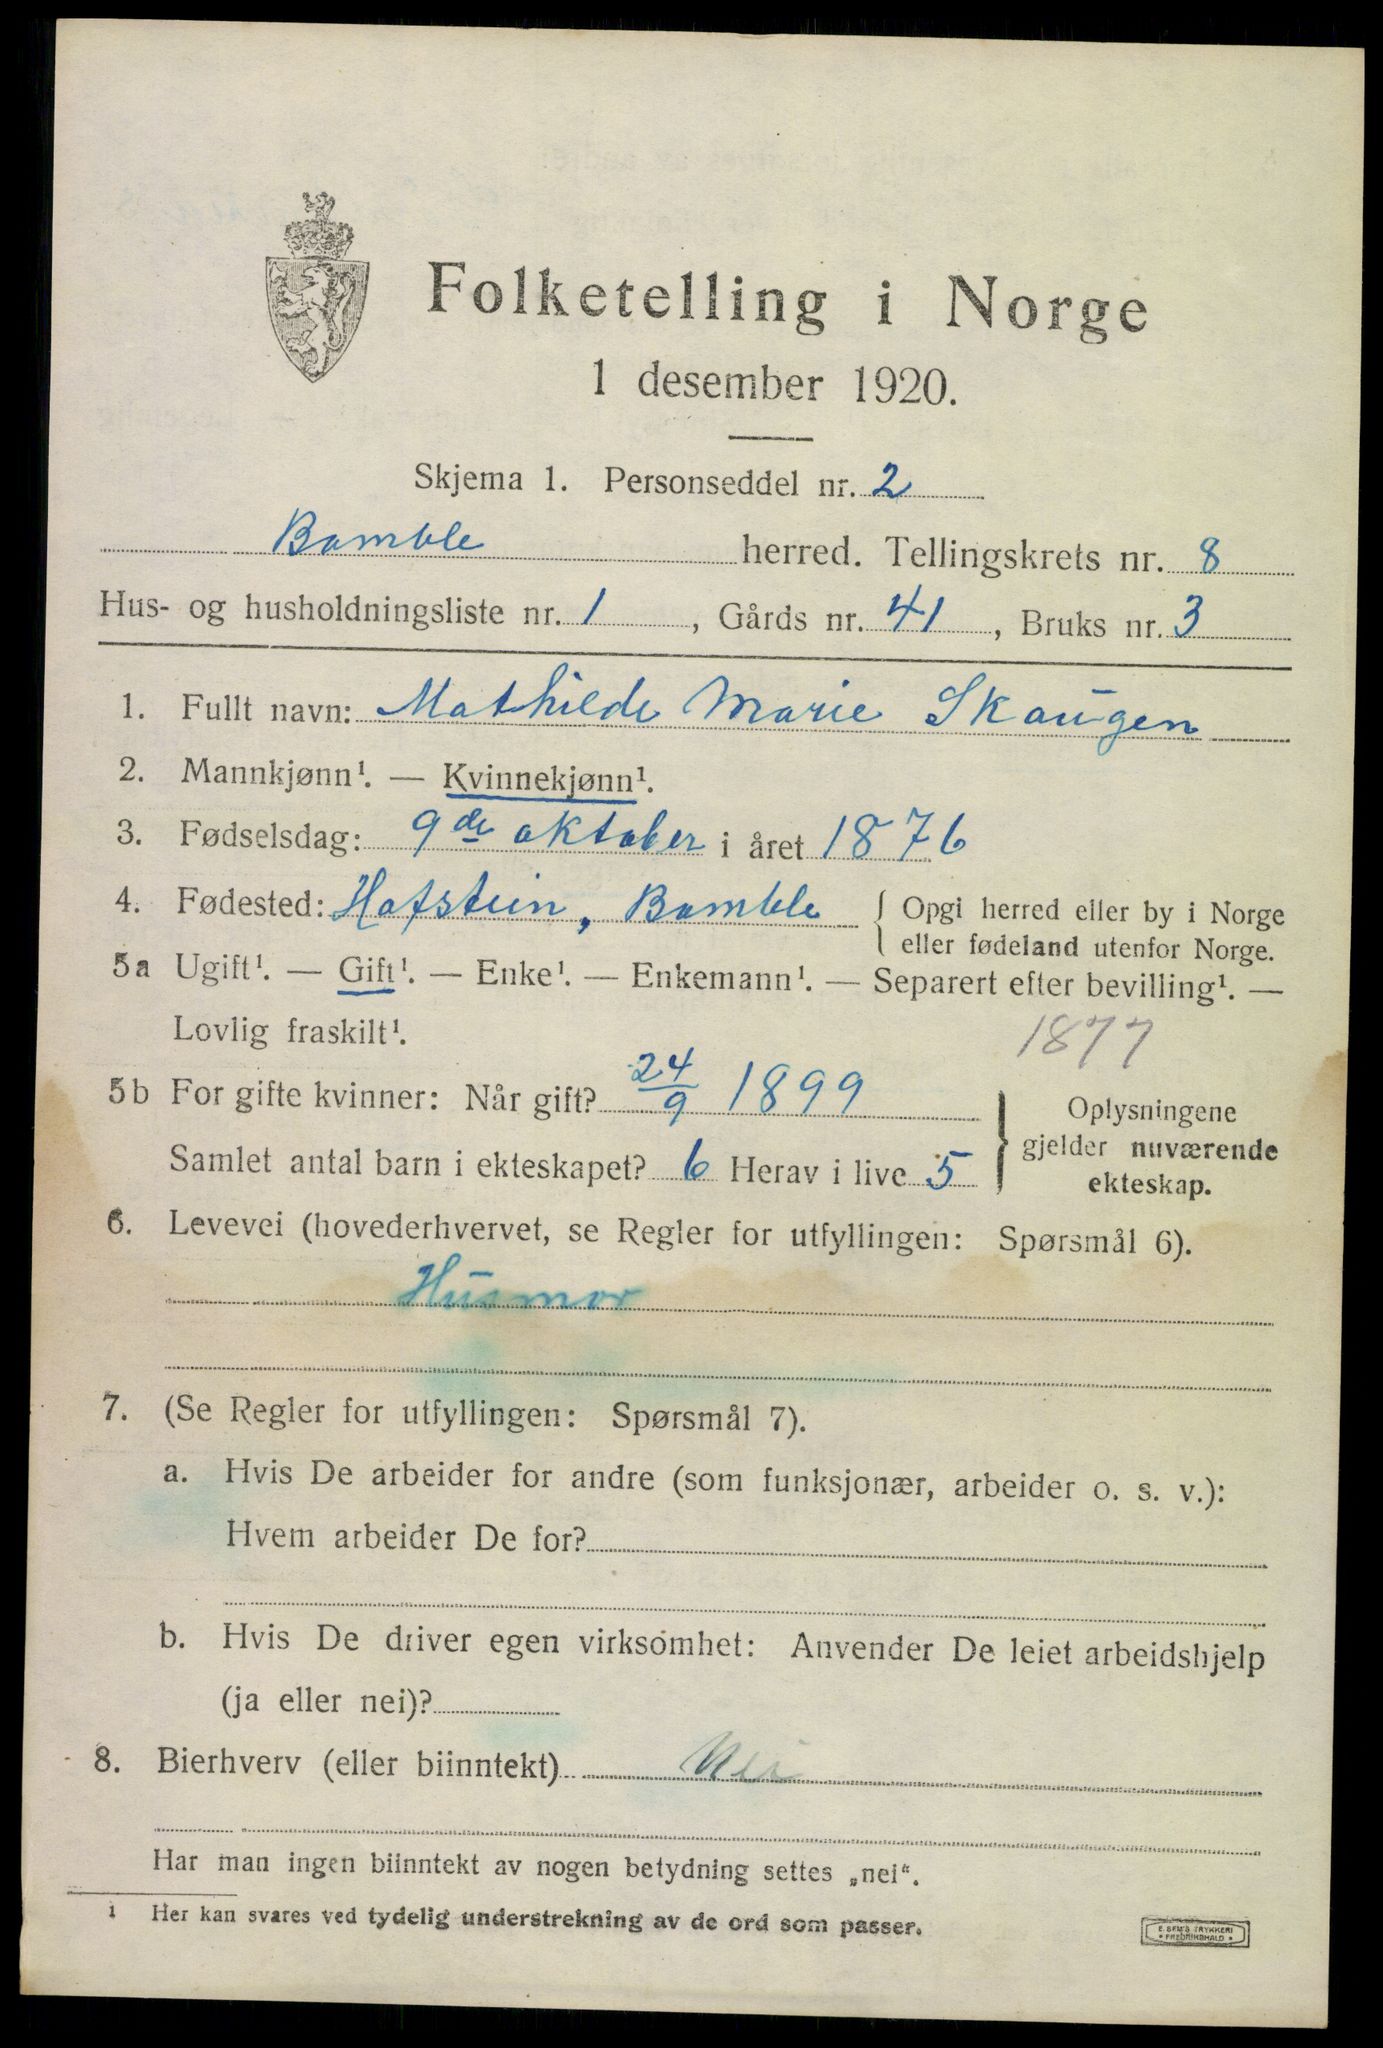 Folketelling i Norge
1 desember 1920.
Skjema 1. Personseddel nr. 2
Bamble herred. Tellingskrets nr. 8
Hus- og husholdningsliste nr. 1, Gårds nr. 41, Bruks nr. 3
1. Fullt navn: Mathilde Marie Skaugen
2. Mannkjønn¹. — Kvinnekjønn¹.
3. Fødselsdag: 9de oktober i året 1876
4. Fødested: Hafstein, Bamble { Opgi herred eller by i Norge
eller fødeland utenfor Norge.
5a Ugift¹. — Gift¹. — Enke¹. — Enkemann¹. — Separert efter bevilling¹. —
Lovlig fraskilt¹. 1877
5b For gifte kvinner: Når gift? 24/9 1899
Samlet antal barn i ekteskapet? 6 Herav i live 5
} Oplysningene
gjelder nuværende
ekteskap.
6. Levevei (hovederhvervet, se Regler for utfyllingen: Spørsmål 6).
Husmor
7. (Se Regler for utfyllingen: Spørsmål 7).
a. Hvis De arbeider for andre (som funksjonær, arbeider o. s. v.):
Hvem arbeider De for?
b. Hvis De driver egen virksomhet: Anvender De leiet arbeidshjelp
(ja eller nei)?
8. Bierhverv (eller biinntekt) Nei
Har man ingen biinntekt av nogen betydning settes „nei“.
1 Her kan svares ved tydelig understrekning av de ord som passer.
E. SEM'S TRYKKERI
• FREDRIKSHALD •